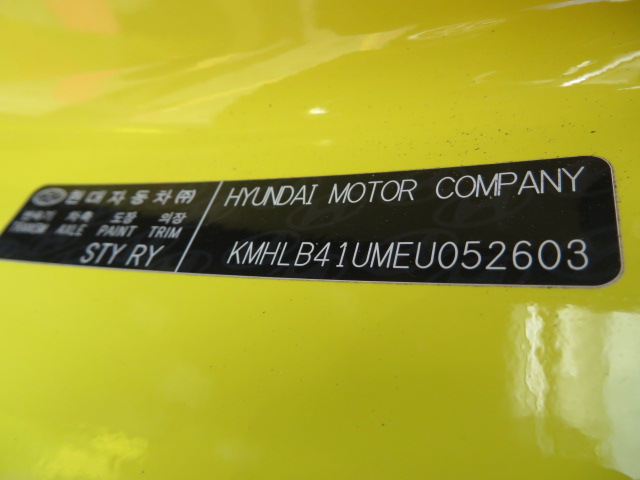 현대자동차㈜
변속기 차축 도장 의장
TRANSM AXLE PAINT TRIM
STY RY
HYUNDAI MOTOR COMPANY
KMHLB41UMEU052603